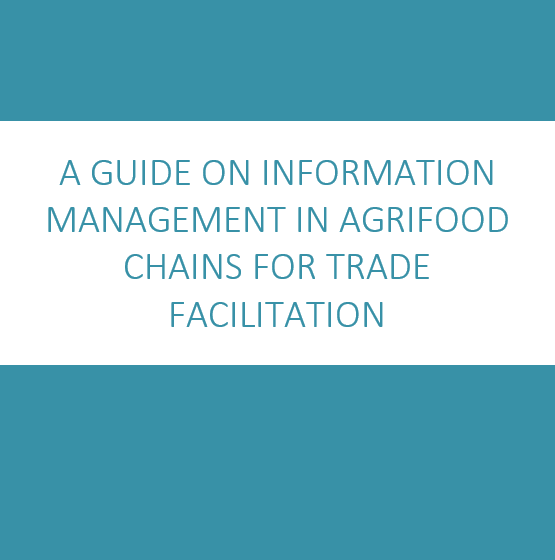 A GUIDE ON INFORMATION
MANAGEMENT IN AGRIFOOD
CHAINS FOR TRADE
FACILITATION